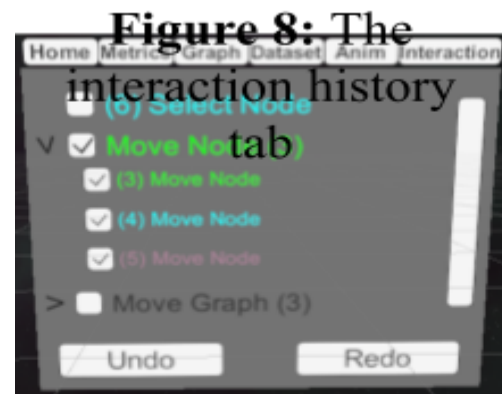 Figure 8: The
Home Metrics Graph Dataset Anim Interaction
interaction history
(6) Select Node
tab
Move Node (3)
(3) Move Node
(4) Move Node
(5) Move Node
Move Graph (3)
Undo Redo